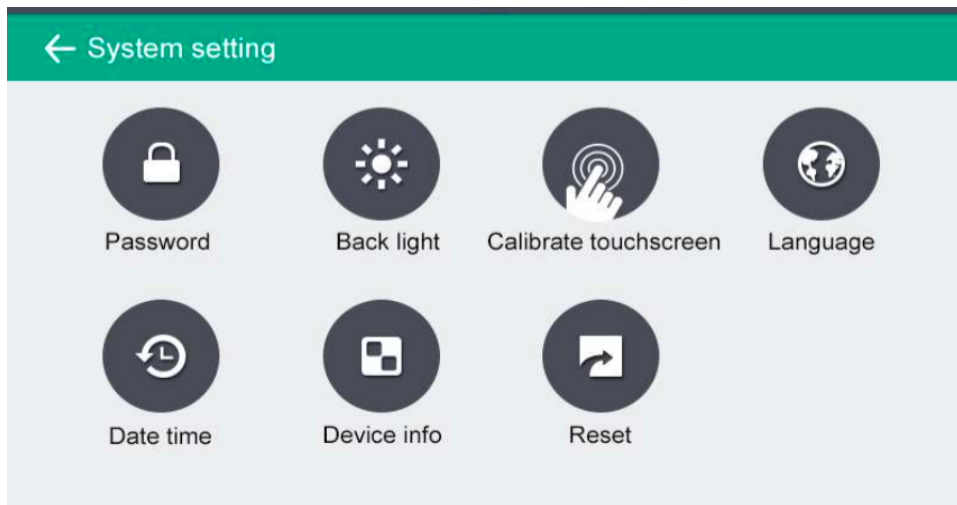 System setting
Password Back light Calibrate touchscreen Language
Date time Device info Reset